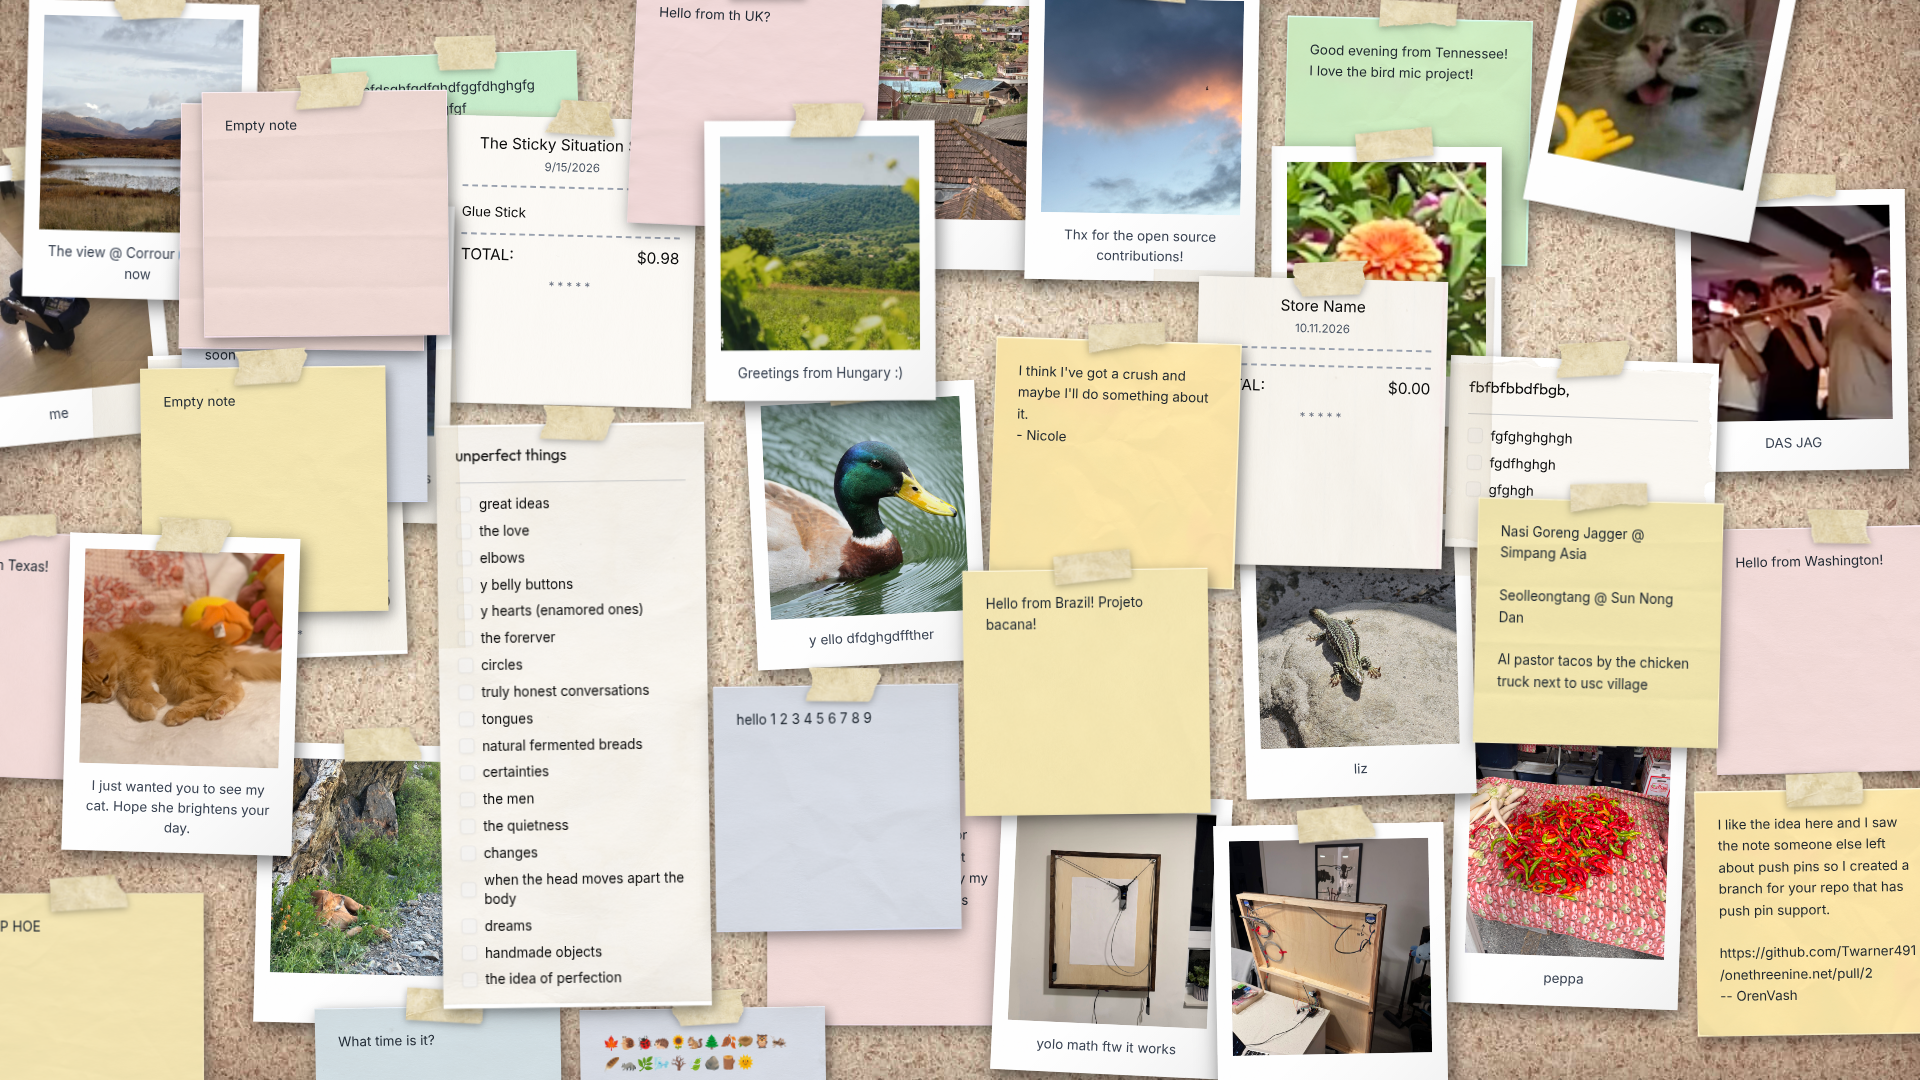 Hello from th UK?
Good evening from Tennessee!
I love the bird mic project!
Empty note
The Sticky Situation
9/15/2026
Glue Stick
TOTAL:
$0.98
*****
The view @ Corrour
now
Thx for the open source
contributions!
Greetings from Hungary :)
Store Name
10.11.2026
$0.00
*****
I think I've got a crush and
maybe I'll do something about
it.
- Nicole
fbfbfbbdfbgb,
fgfghghghgh
fgdfhghgh
gfghgh
DAS JAG
soon
me
Empty note
unperfect things
great ideas
the love
elbows
y belly buttons
y hearts (enamored ones)
the forerver
circles
truly honest conversations
tongues
natural fermented breads
certainties
the men
the quietness
changes
when the head moves apart the
body
dreams
handmade objects
the idea of perfection
y ello dfdghgdffther
Hello from Brazil! Projeto
bacana!
Nasi Goreng Jagger @
Simpang Asia
Seolleongtang @ Sun Nong
Dan
Al pastor tacos by the chicken
truck next to usc village
Hello from Washington!
Texas!
I just wanted you to see my
cat. Hope she brightens your
day.
hello 1 2 3 4 5 6 7 8 9
my
liz
peppa
I like the idea here and I saw
the note someone else left
about push pins so I created a
branch for your repo that has
push pin support.
https://github.com/Twarner491
/onethreenine.net/pull/2
-- OrenVash
P HOE
What time is it?
yolo math ftw it works